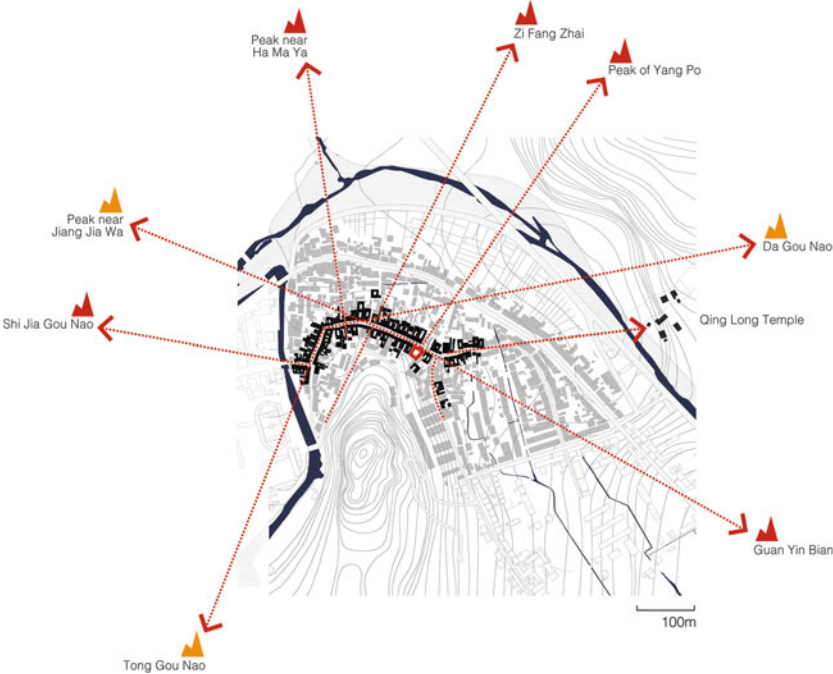 Zi Fang Zhai
Peak near
Ha Ma Ya
Peak of Yang Po
Peak near
Jiang Jia Wa
Da Gou Nao
Shi Jia Gou Nao
Qing Long Temple
Guan Yin Bian
100m
Tong Gou Nao